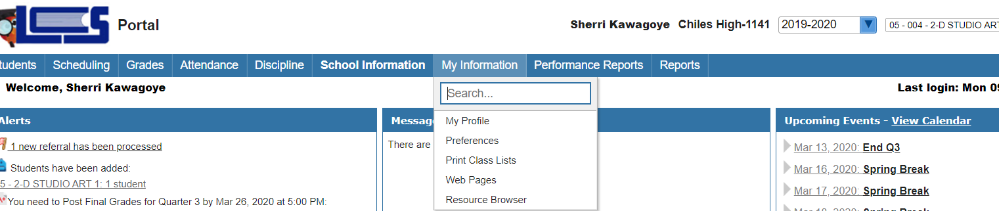 LCS Portal
Sherri Kawagoye Chiles High-1141 2019-2020 05 - 004 - 2-D STUDIO ART
tudents Scheduling Grades Attendance Discipline School Information My Information Performance Reports Reports
Welcome, Sherri Kawagoye
Last login: Mon 09
Search...
Alerts
1 new referral has been processed
Students have been added:
05 - 2-D STUDIO ART 1: 1 student
You need to Post Final Grades for Quarter 3 by Mar 26, 2020 at 5:00 PM:
Messag
There are
My Profile
Preferences
Print Class Lists
Web Pages
Resource Browser
Upcoming Events - View Calendar
Mar 13, 2020: End Q3
Mar 16, 2020: Spring Break
Mar 17, 2020: Spring Break